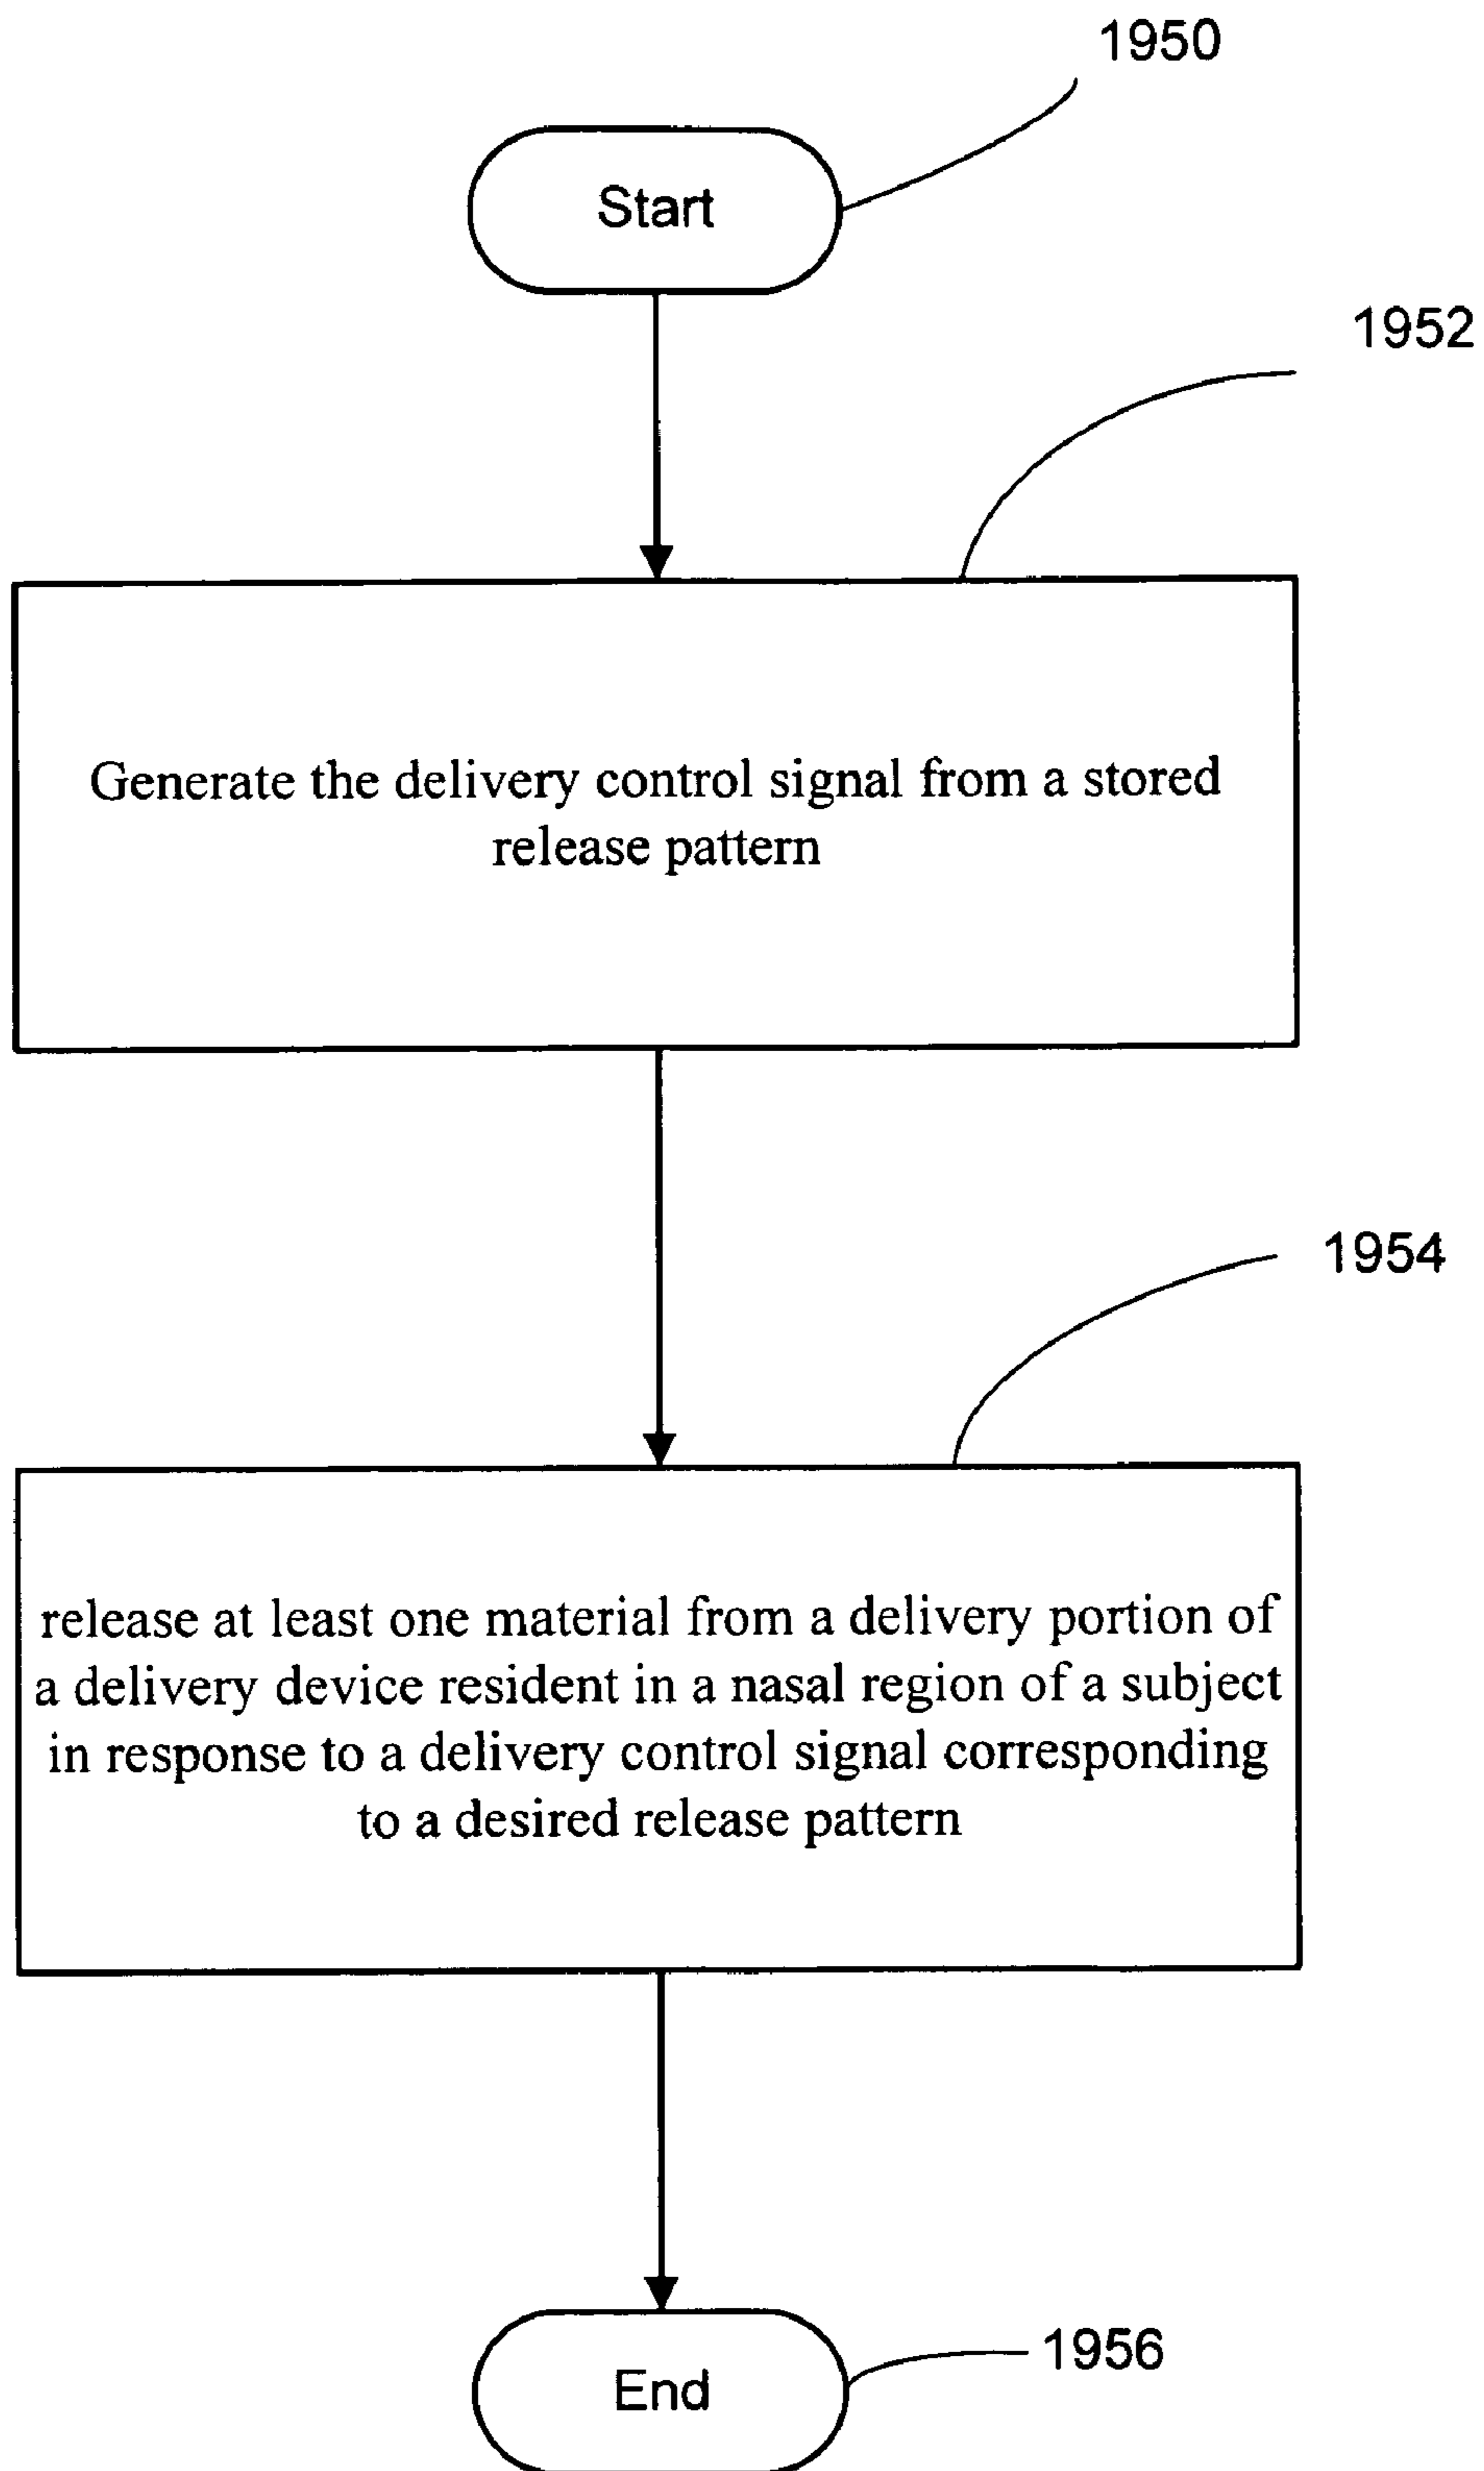 1950
Start
1952
Generate the delivery control signal from a stored
release pattern
1954
release at least one material from a delivery portion of
a delivery device resident in a nasal region of a subject
in response to a delivery control signal corresponding
to a desired release pattern
1956
End